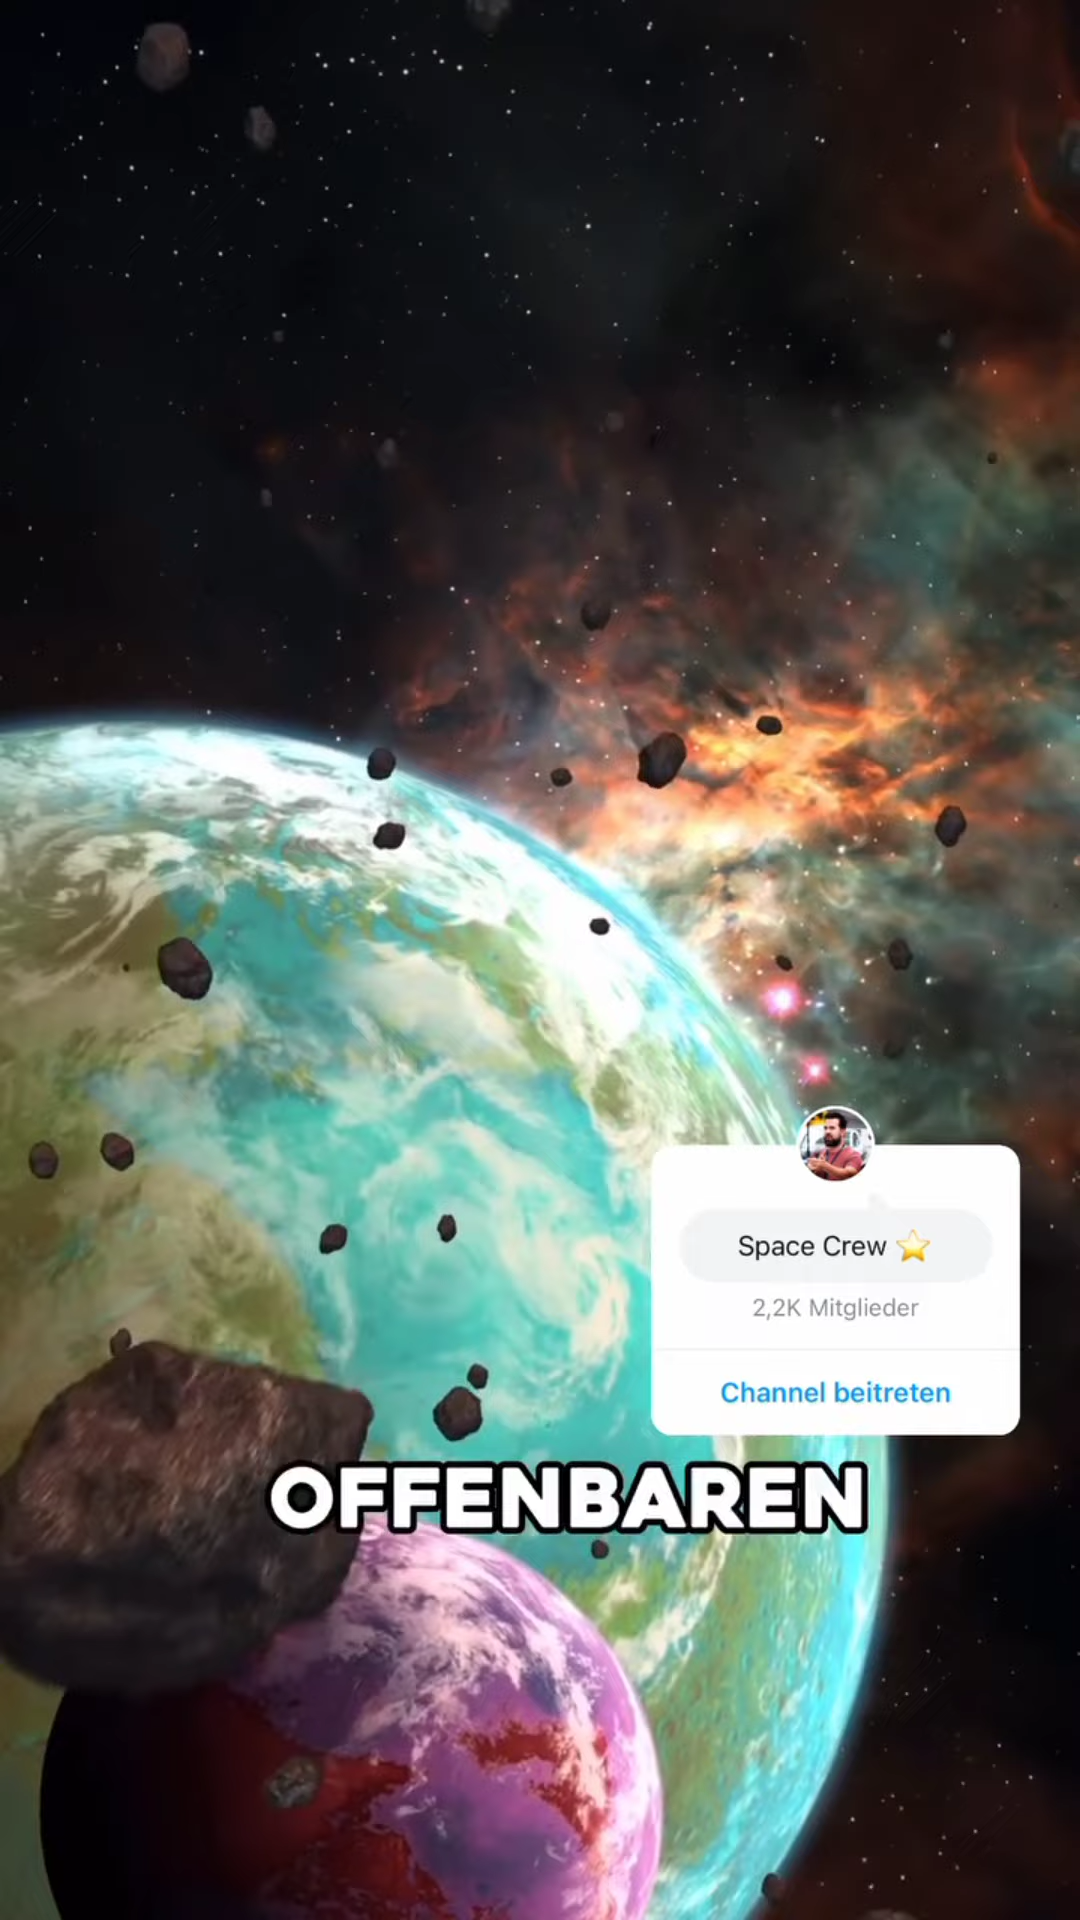 Space Crew ⭐
2,2K Mitglieder
Channel beitreten
OFFENBAREN